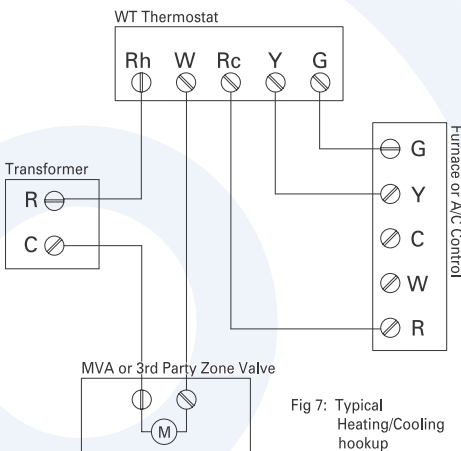 WT Thermostat
Rh W Rc Y G
Transformer
R
C
Furnace or A/C Control
G
Y
C
W
R
MVA or 3rd Party Zone Valve
M
Fig 7: Typical
Heating/Cooling
hookup